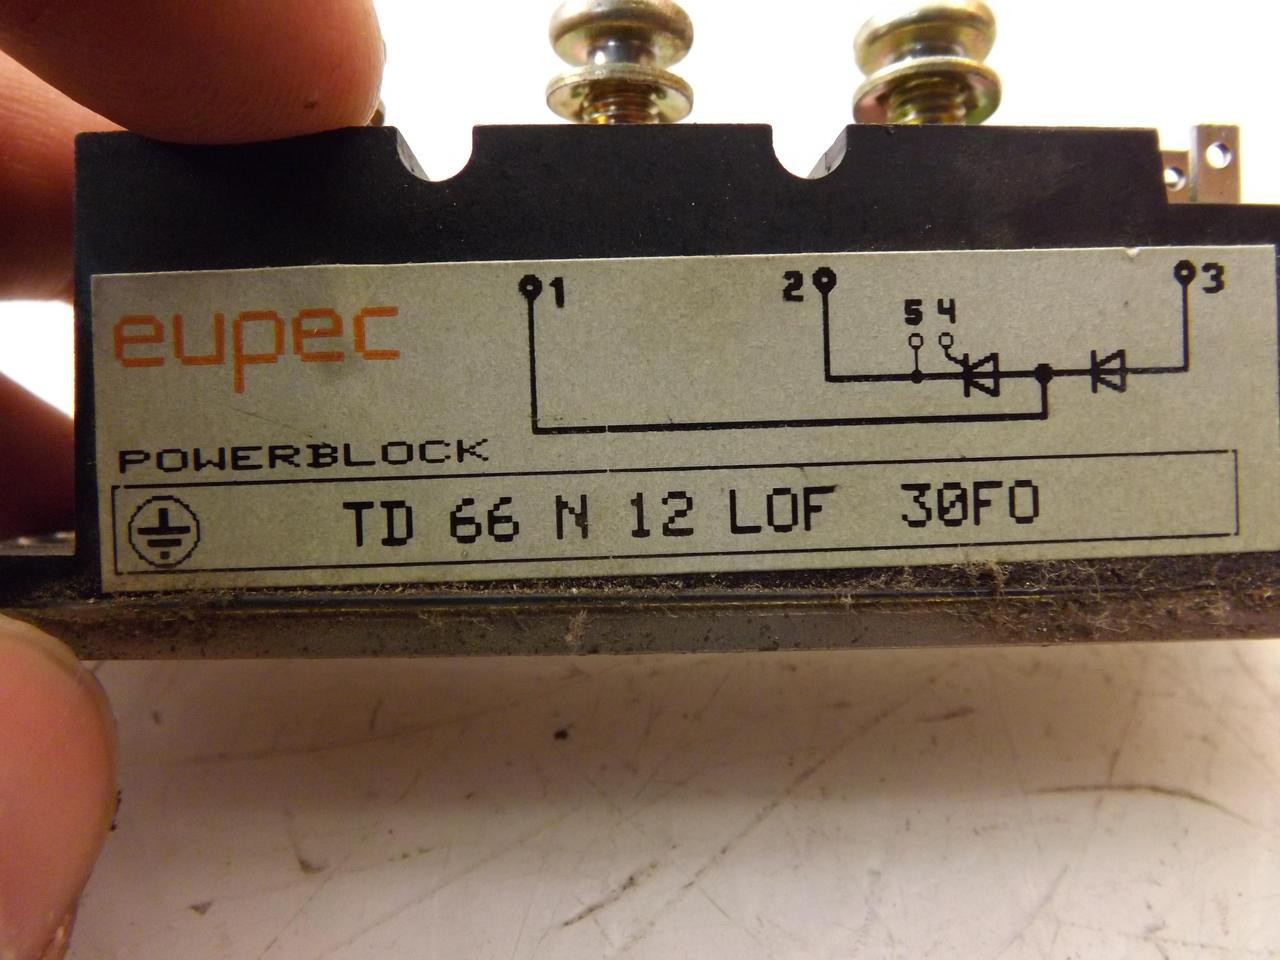 1
2
3
5 4
eupec
POWERBLOCK
TD 66 N 12 LOF 30FO